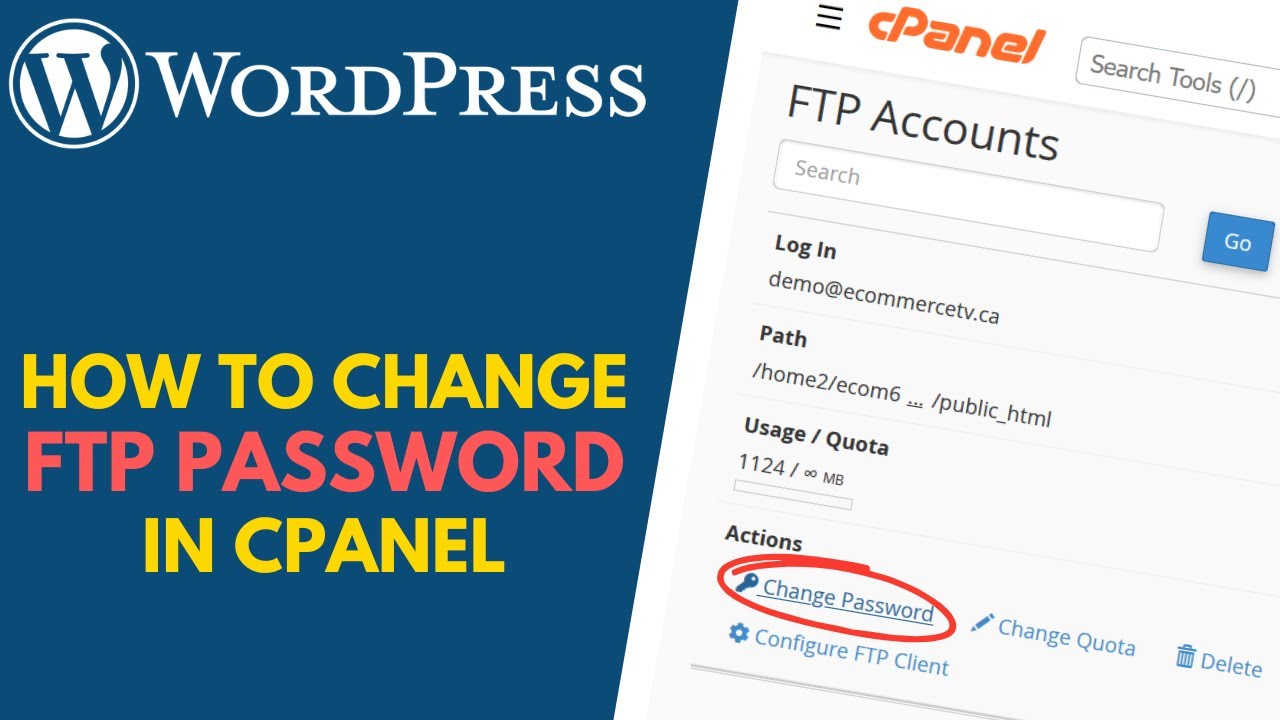 WORDPRESS
HOW TO CHANGE
FTP PASSWORD
IN CPANEL
cPanel
Search Tools (/)
FTP Accounts
Search
Go
Log In
demo@ecommercetv.ca
Path
/home2/ecom6 ... /public_html
Usage / Quota
1124 / ∞ MB
Actions
Change Password
Change Quota
Delete
Configure FTP Client